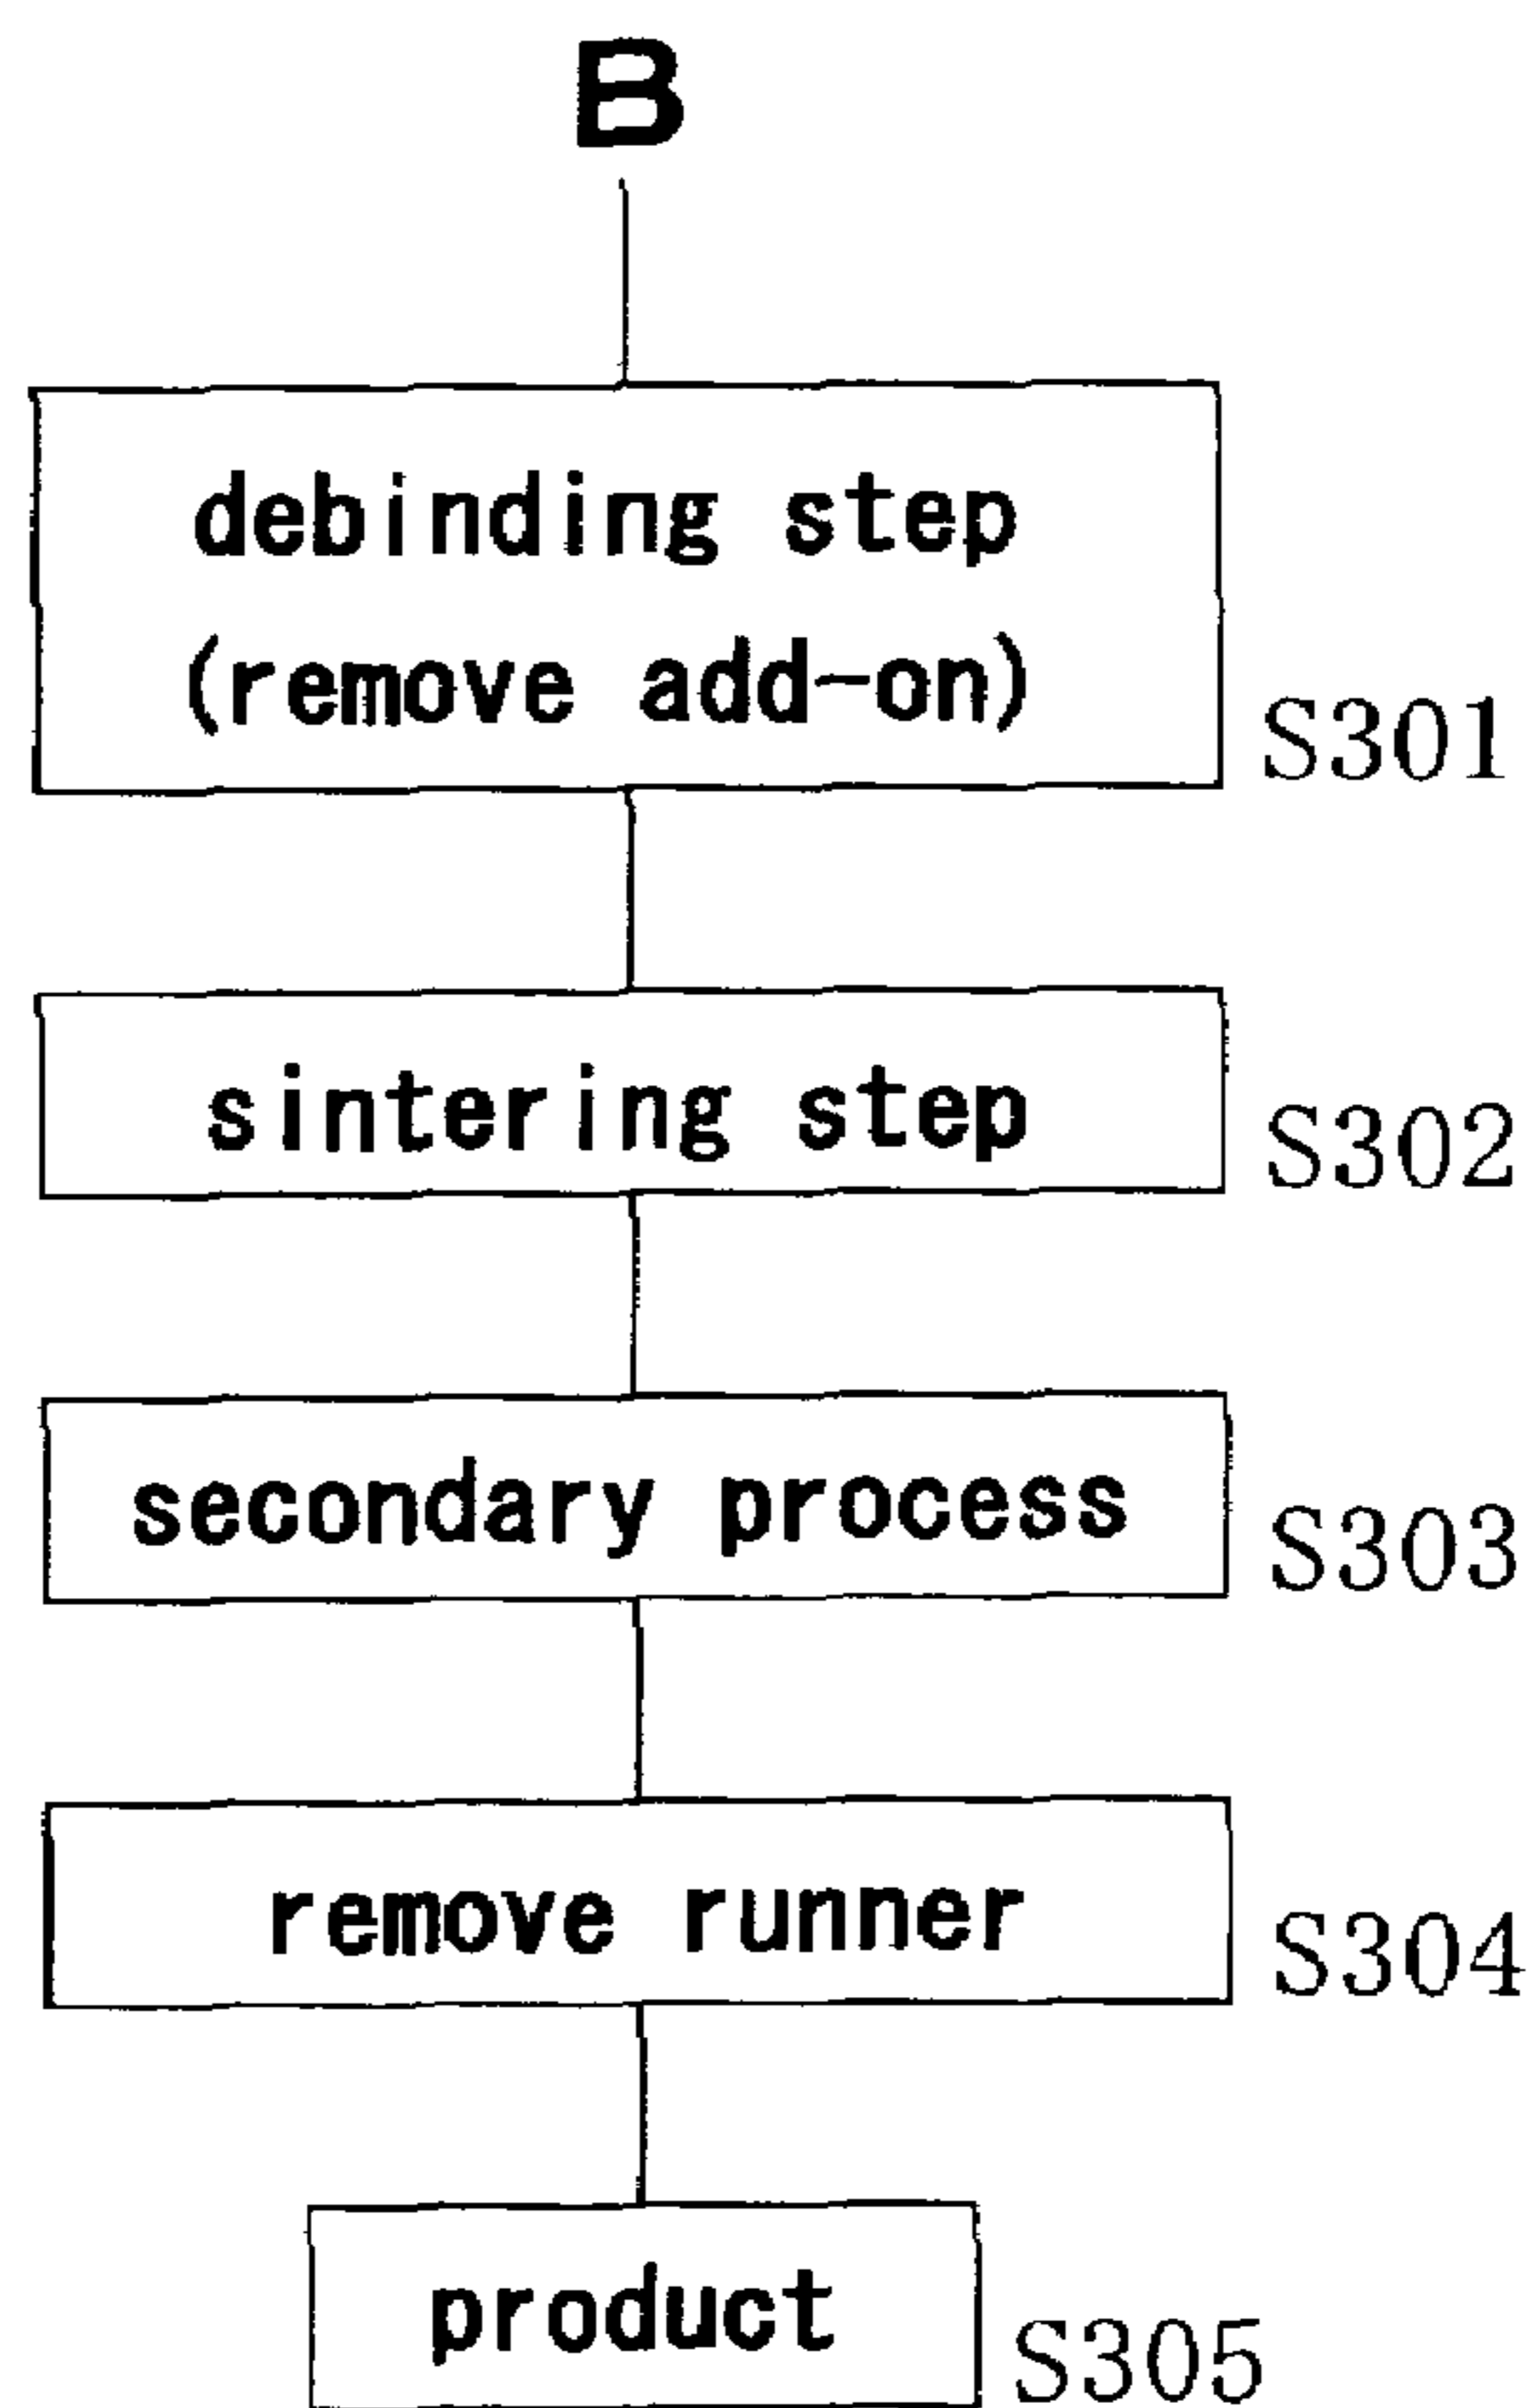 B
debinding step
(remove add-on)
S301
sintering step
S302
secondary process
S303
remove runner
S304
product
S305